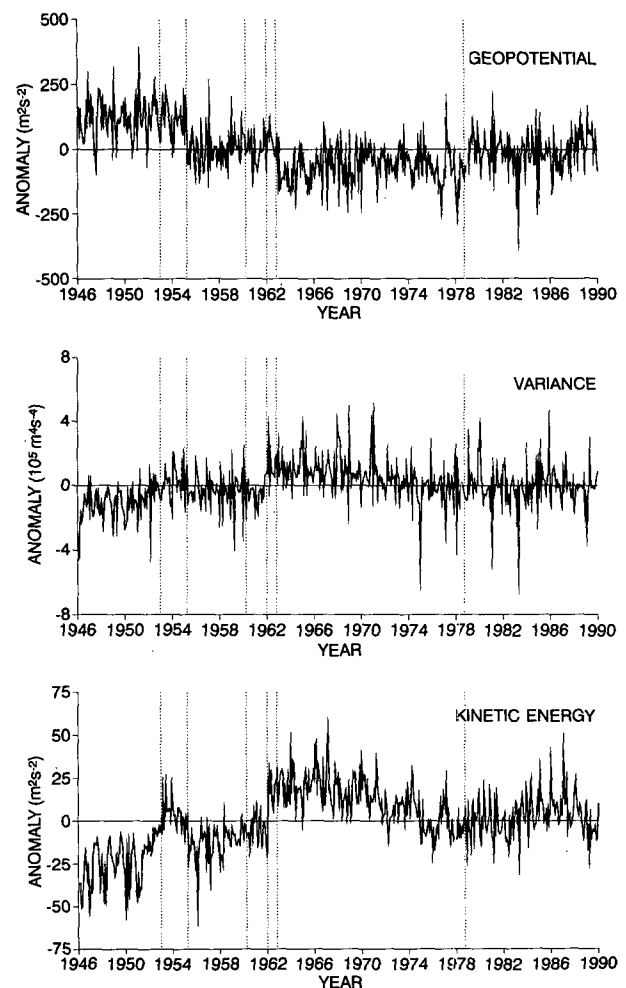 GEOPOTENTIAL
ANOMALY (m²s⁻²)
500
250
0
-250
-500
1946 1950 1954 1958 1962 1966 1970 1974 1978 1982 1986 1990
YEAR
VARIANCE
ANOMALY (10⁵ m⁴s⁻⁴)
8
4
0
-4
-8
1946 1950 1954 1958 1962 1966 1970 1974 1978 1982 1986 1990
YEAR
KINETIC ENERGY
ANOMALY (m²s⁻²)
75
50
25
0
-25
-50
-75
1946 1950 1954 1958 1962 1966 1970 1974 1978 1982 1986 1990
YEAR